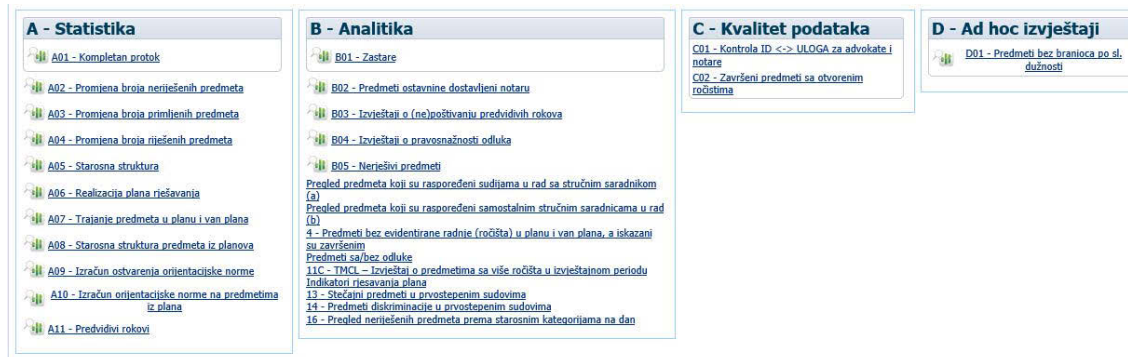 A - Statistika
A01 - Kompletan protok
A02 - Promjena broja neriješenih predmeta
A03 - Promjena broja primljenih predmeta
A04 - Promjena broja riješenih predmeta
A05 - Starosna struktura
A06 - Realizacija plana rješavanja
A07 - Trajanje predmeta u planu i van plana
A08 - Starosna struktura predmeta iz planova
A09 - Izračun ostvarenja orijentacijske norme
A10 - Izračun orijentacijske norme na predmetima
iz plana
A11 - Predvidivi rokovi
B - Analitika
B01 - Zastare
B02 - Predmeti ostavnine dostavljeni notaru
B03 - Izvještaji o (ne)poštivanju predvidivih rokova
B04 - Izvještaji o pravosnažnosti odluka
B05 - Nerješivi predmeti
Pregled predmeta koji su raspoređeni sudijama u rad sa stručnim saradnikom
(a)
Pregled predmeta koji su raspoređeni samostalnim stručnim saradnicama u rad
(b)
4 - Predmeti bez evidentirane radnje (ročišta) u planu i van plana, a iskazani
su završenim
Predmeti sa/bez odluke
11C - TMCL – Izvještaj o predmetima sa više ročišta u izvještajnom periodu
Indikatori rjesavanja plana
13 - Stečajni predmeti u prvostepenim sudovima
14 - Predmeti diskriminacije u prvostepenim sudovima
16 - Pregled neriješenih predmeta prema starosnim kategorijama na dan
C - Kvalitet podataka
C01 - Kontrola ID <-> ULOGA za advokate i
notare
C02 - Završeni predmeti sa otvorenim
ročistima
D - Ad hoc izvještaji
D01 - Predmeti bez branioca po sl.
dužnosti